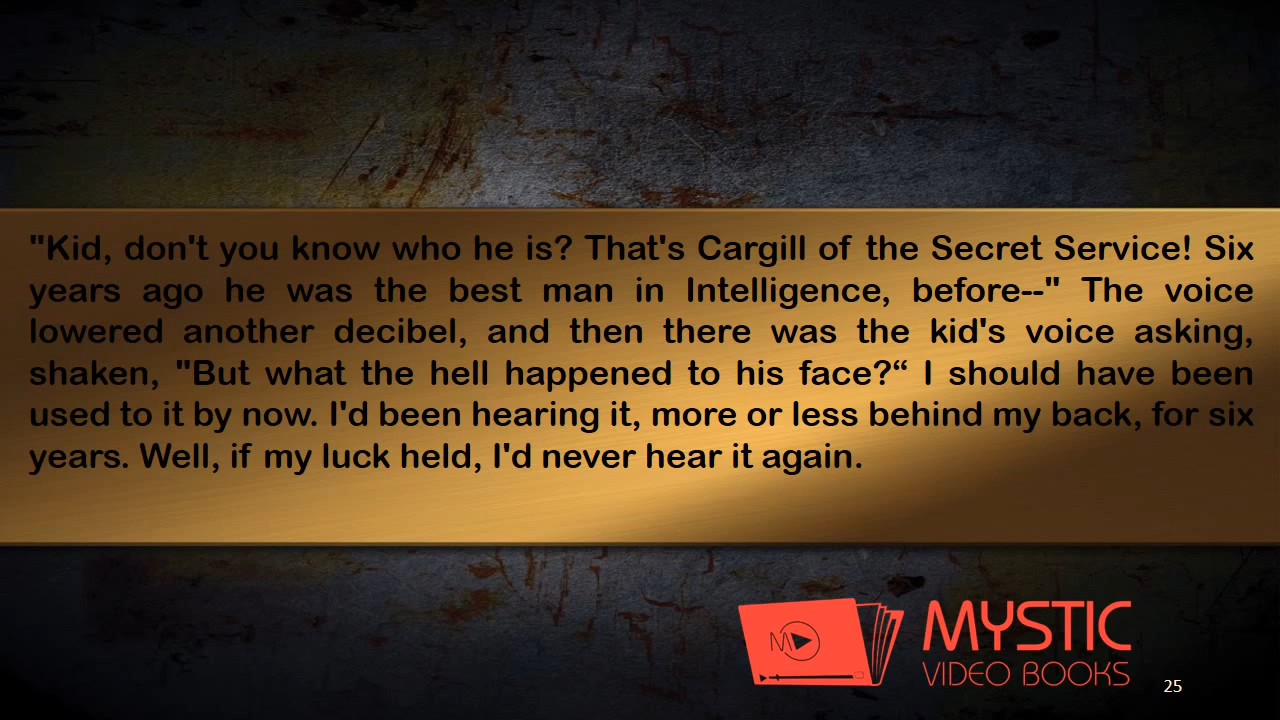 "Kid, don't you know who he is? That's Cargill of the Secret Service! Six
years ago he was the best man in Intelligence, before--" The voice
lowered another decibel, and then there was the kid's voice asking,
shaken, "But what the hell happened to his face?“ I should have been
used to it by now. I'd been hearing it, more or less behind my back, for six
years. Well, if my luck held, I'd never hear it again.
M
MYSTIC
VIDEO BOOKS
25